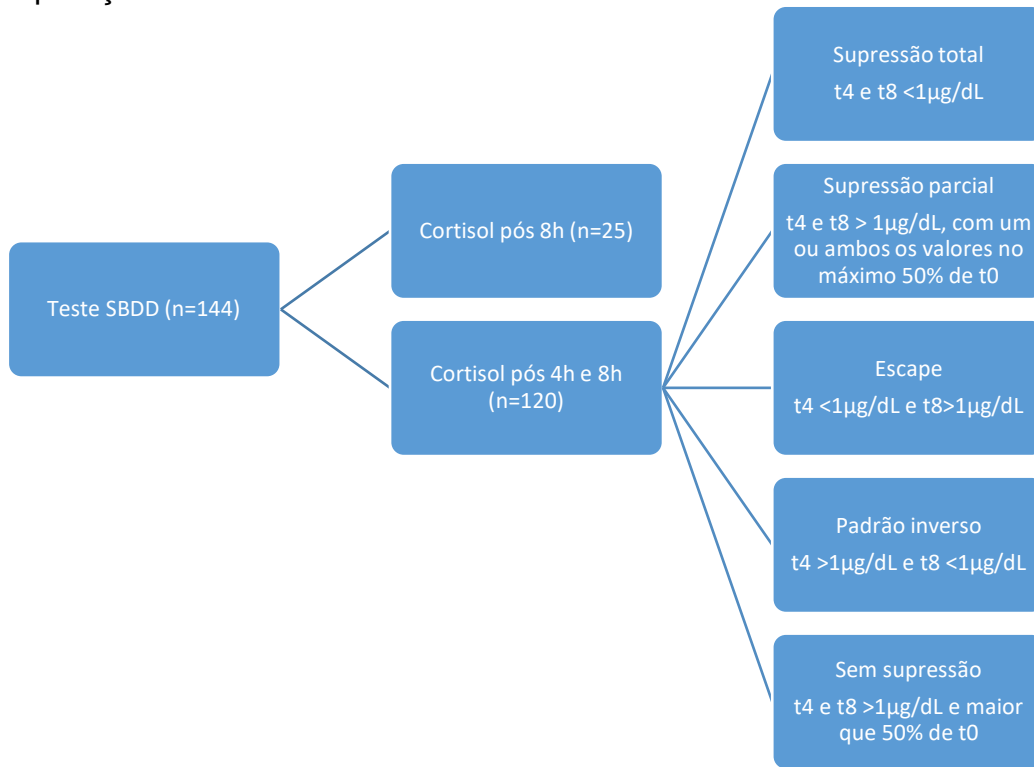 Teste SBDD (n=144)
Cortisol pós 8h (n=25)
Cortisol pós 4h e 8h
(n=120)
Supressão total
t4 e t8 <1µg/dL
Supressão parcial
t4 e t8 > 1µg/dL, com um
ou ambos os valores no
máximo 50% de t0
Escape
t4 <1µg/dL e t8>1µg/dL
Padrão inverso
t4 >1µg/dL e t8 <1µg/dL
Sem supressão
t4 e t8 >1µg/dL e maior
que 50% de t0